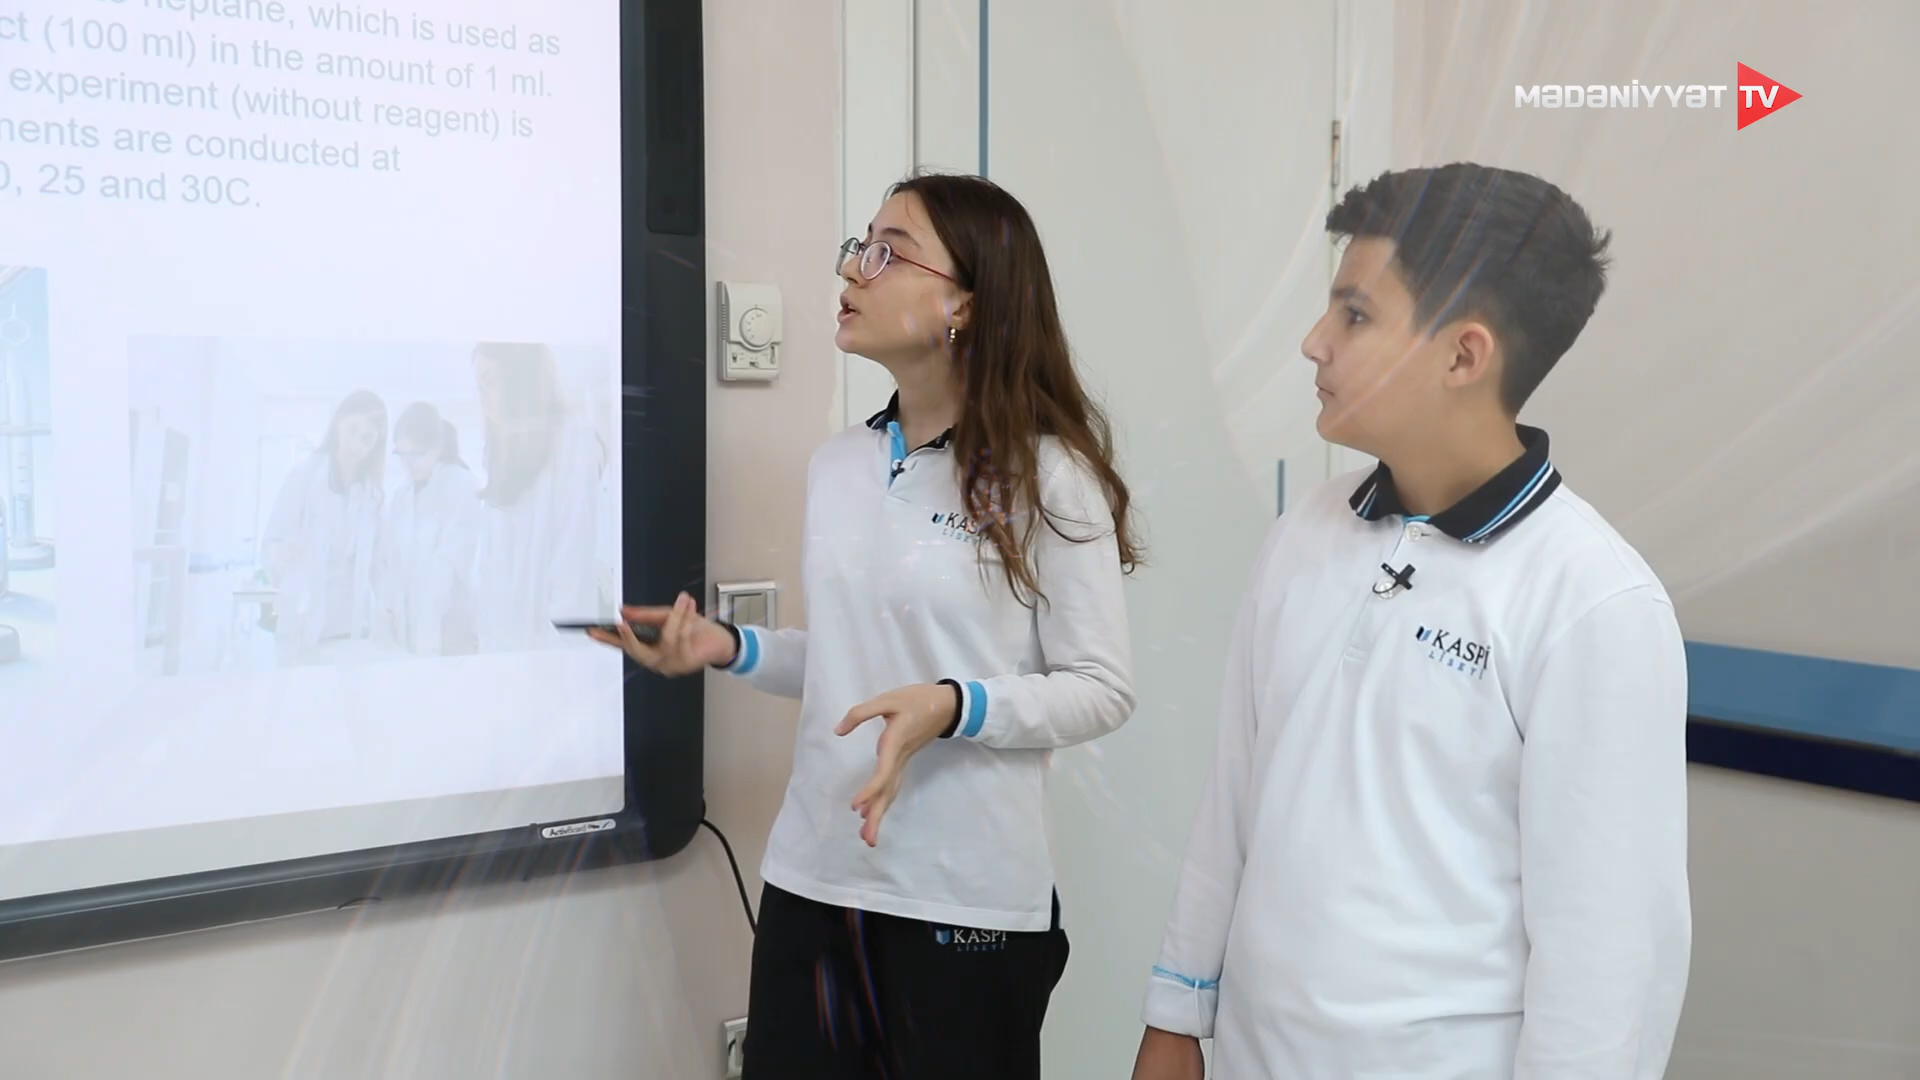 heptane, which is used as
ct (100 ml) in the amount of 1 ml.
experiment (without reagent) is
ments are conducted at
0, 25 and 30C.
MƏDƏNİYYƏT TV
KASPİ
LİSEYİ
KASPİ
LİSEYİ
ActivBoard